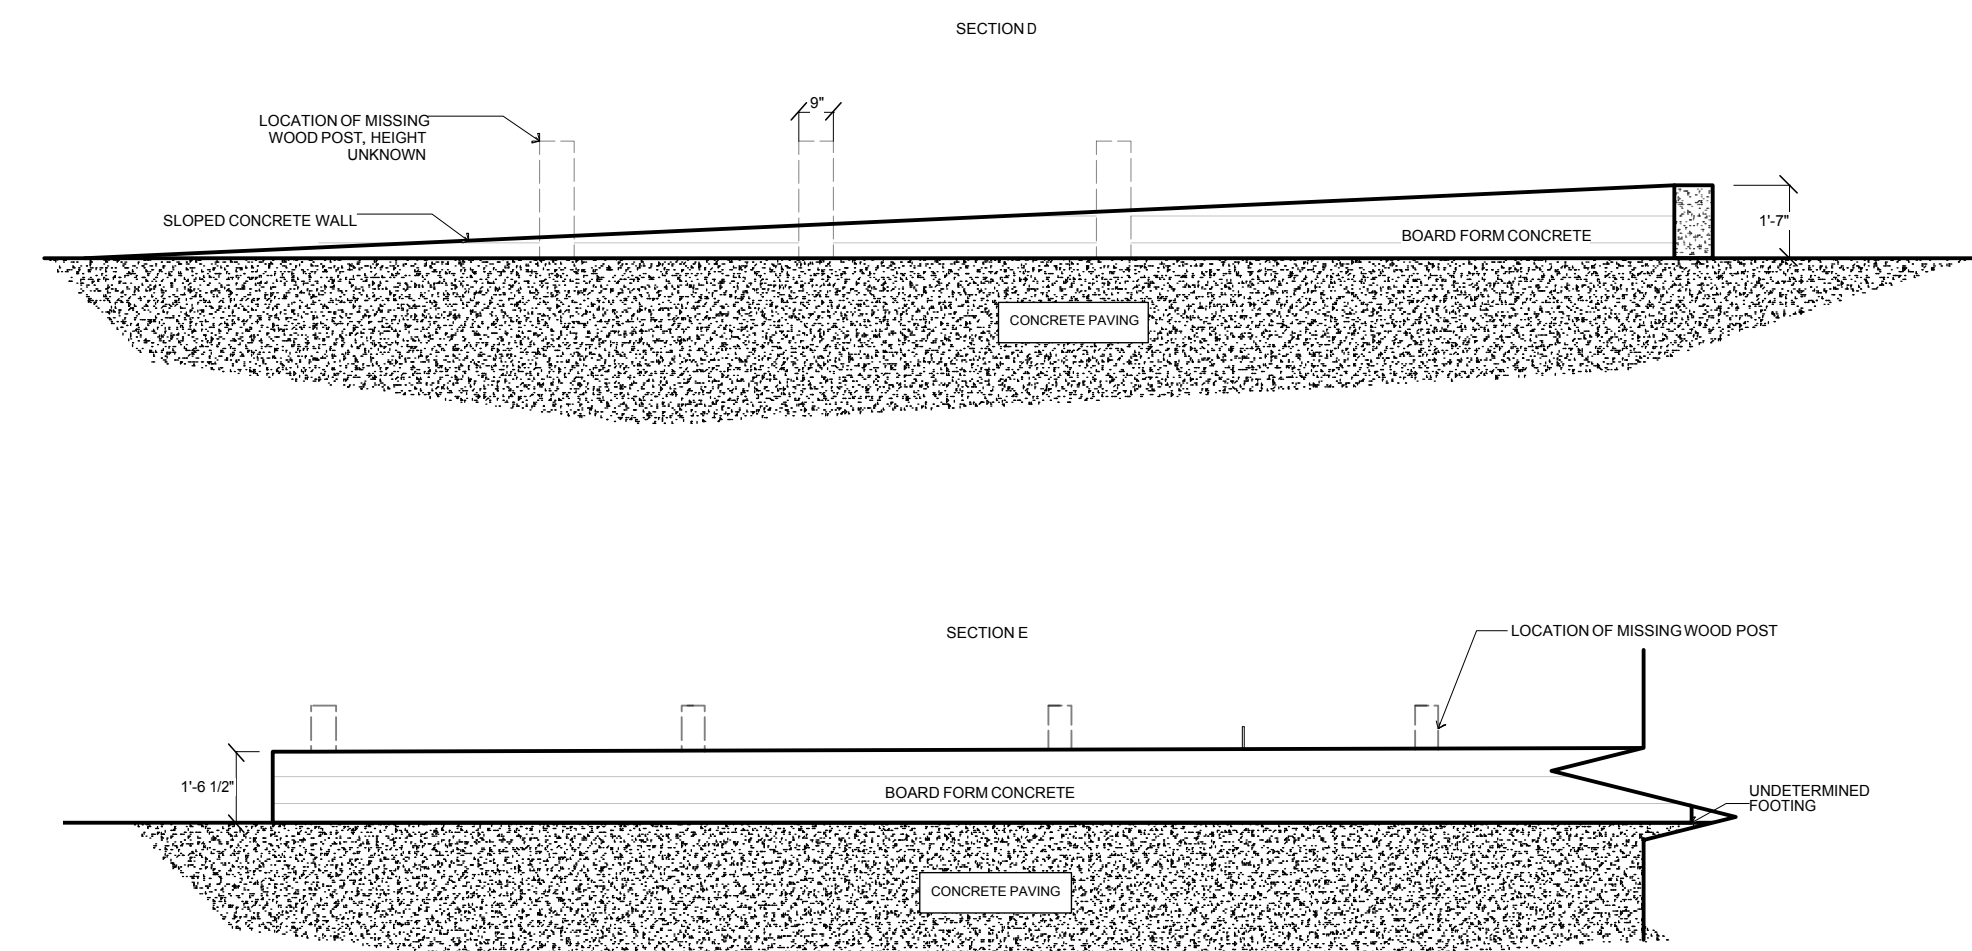 SECTION D
9"
LOCATION OF MISSING
WOOD POST, HEIGHT
UNKNOWN
SLOPED CONCRETE WALL
1'-7"
BOARD FORM CONCRETE
CONCRETE PAVING
SECTION E
LOCATION OF MISSING WOOD POST
1'-6 1/2"
BOARD FORM CONCRETE
UNDETERMINED
FOOTING
CONCRETE PAVING